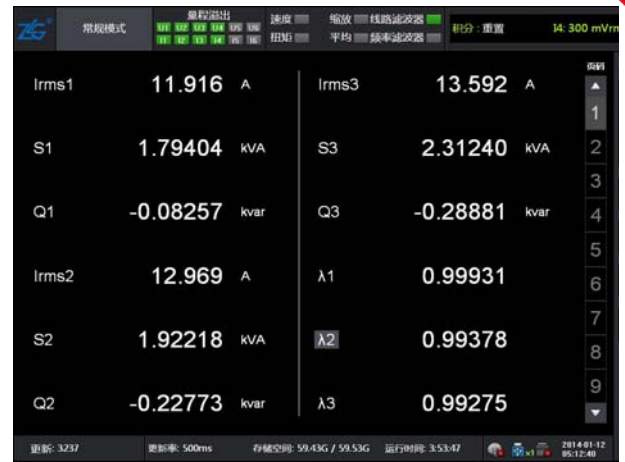 ZLG 常规模式 量程溢出 速度 缩放 线路滤波器 积分：重置 I4: 300 mVrm
U1 U2 U3 U4 U5 U6
I1 I2 I3 I4 I5 I6 扭矩 平均 频率滤波器
页码
Irms1 11.916 A Irms3 13.592 A
1
S1 1.79404 kVA S3 2.31240 kVA 2
3
Q1 -0.08257 kvar Q3 -0.28881 kvar 4
5
Irms2 12.969 A λ1 0.99931 6
7
S2 1.92218 kVA λ2 0.99378 8
9
Q2 -0.22773 kvar λ3 0.99275
更新: 3237 更新率: 500ms 存储空间: 59.43G / 59.53G 运行时间: 3:53:47 x1 2014-01-12
05:12:40